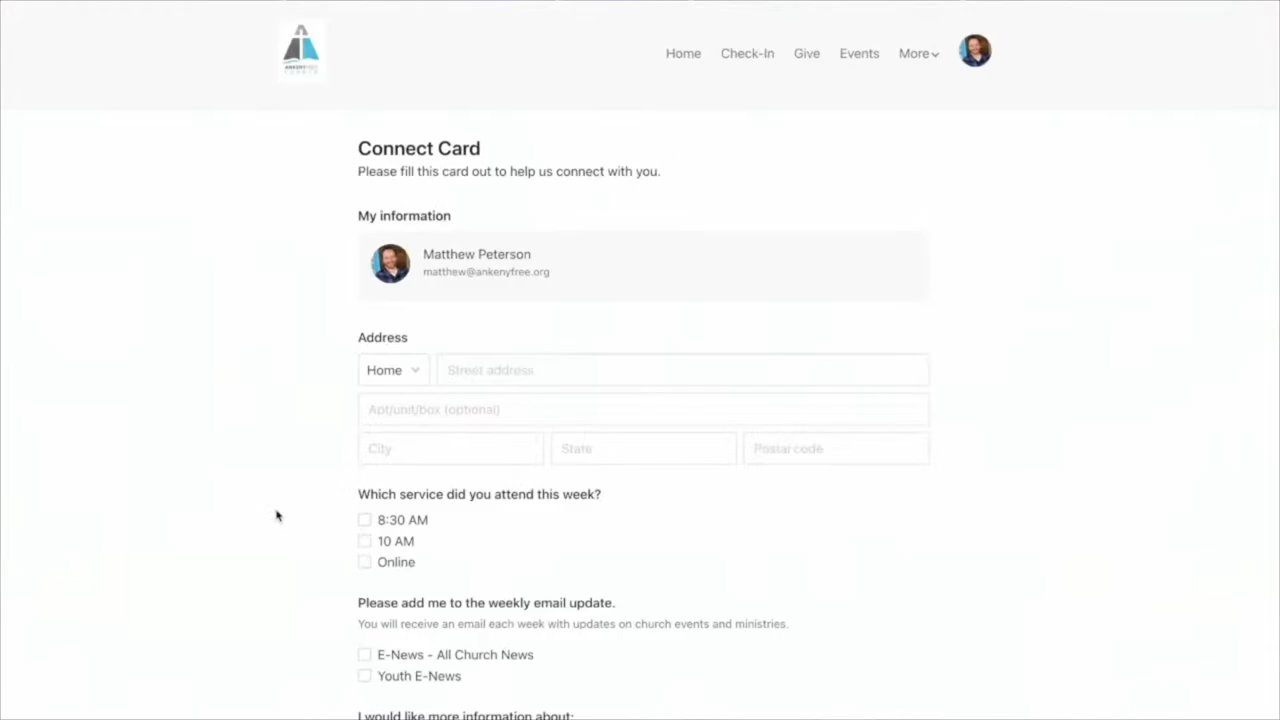 ANKENYFREE
CHURCH
Home Check-In Give Events More
Connect Card
Please fill this card out to help us connect with you.
My information
Matthew Peterson
matthew@ankenyfree.org
Address
Home Street address
Apt/unit/box (optional)
City State Postal code
Which service did you attend this week?
8:30 AM
10 AM
Online
Please add me to the weekly email update.
You will receive an email each week with updates on church events and ministries.
E-News - All Church News
Youth E-News
I would like more information about: